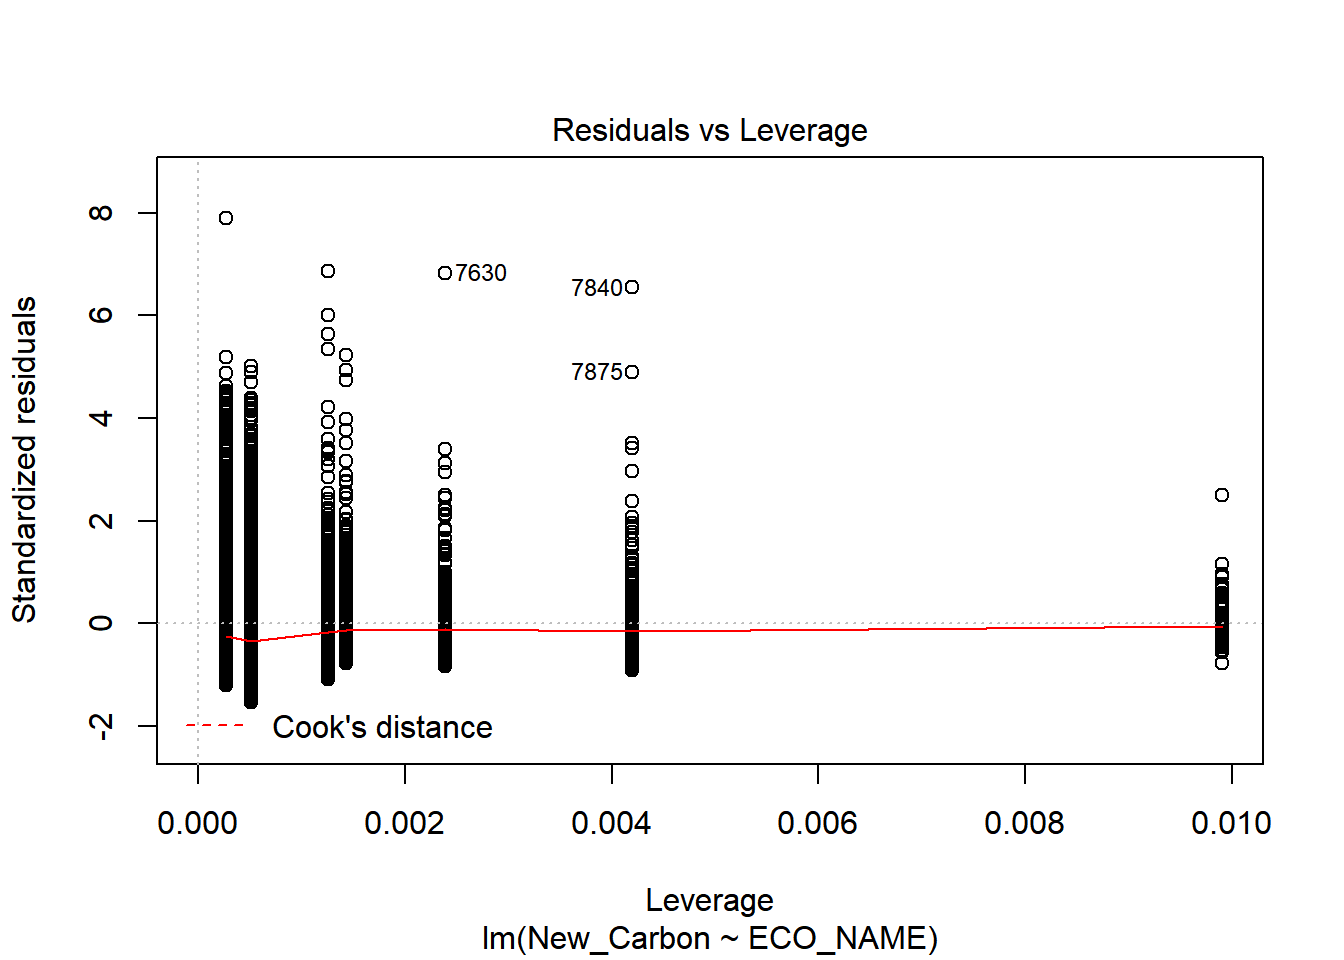 Residuals vs Leverage
Standardized residuals
8
6
4
2
0
-2
7630
7840
7875
Cook's distance
0.000 0.002 0.004 0.006 0.008 0.010
Leverage
lm(New_Carbon ~ ECO_NAME)